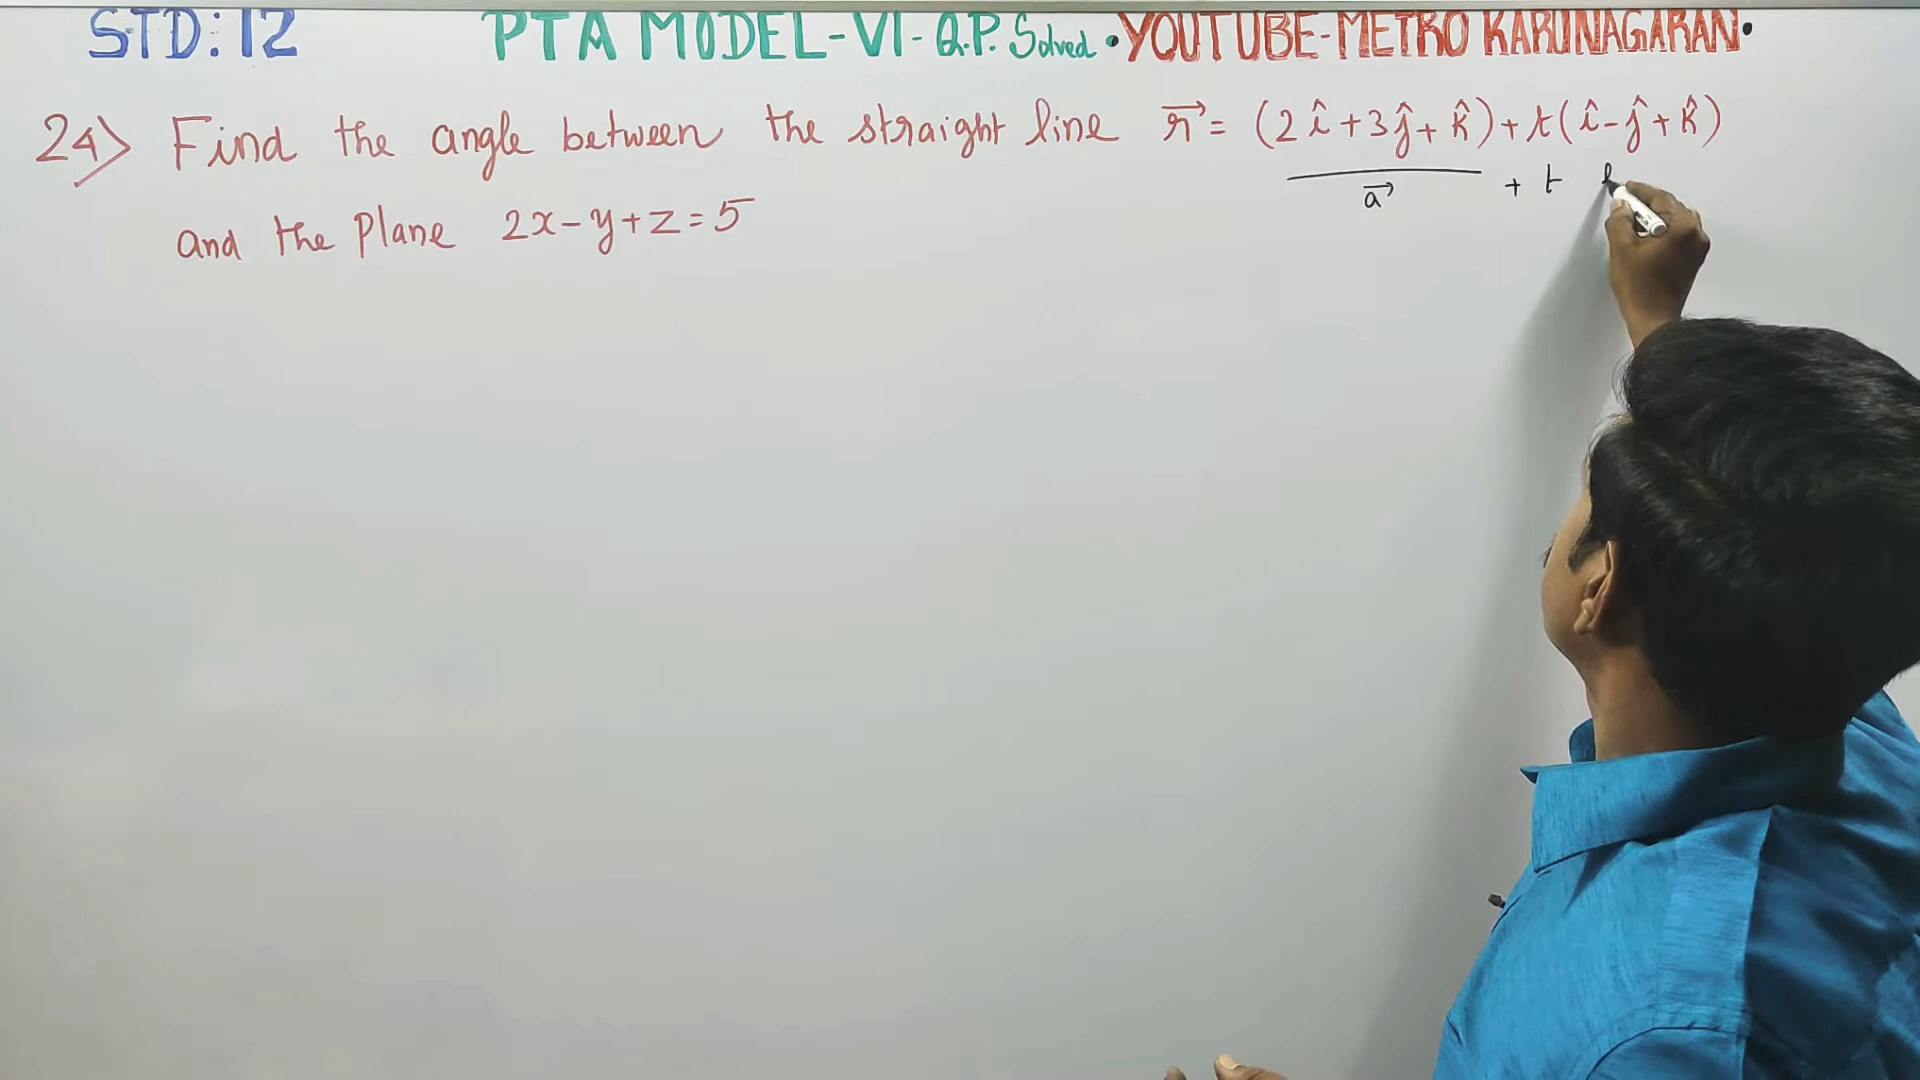 STD: 12 PTA MODEL-VI-Q.P. Solved • YOUTUBE-METRO KARUNAGARAN •
24) Find the angle between the straight line r⃗ = (2î+3ĵ+k̂)+t(î-ĵ+k̂)
a⃗ + t
and the plane 2x-y+z=5